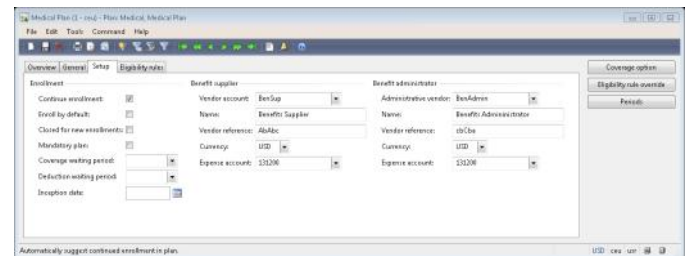 Medical Plan (1 - ceu) - Plan: Medical, Medical Plan
File Edit Tools Command Help
Overview General Setup Eligibility rules
Enrollment
Continue enrollment:
Enroll by default:
Closed for new enrollments:
Mandatory plan:
Coverage waiting period:
Deduction waiting period:
Inception date:
Benefit supplier
Vendor account: BenSup
Name: Benefits Supplier
Vendor reference: AbAbc
Currency: USD
Expense account: 131200
Benefit administrator
Administrative vendor: BenAdmin
Name: Benefits Admininistrator
Vendor reference: cbCba
Currency: USD
Expense account: 131200
Coverage option
Eligibility rule override
Periods
Automatically suggest continued enrollment in plan.
USD ceu usr